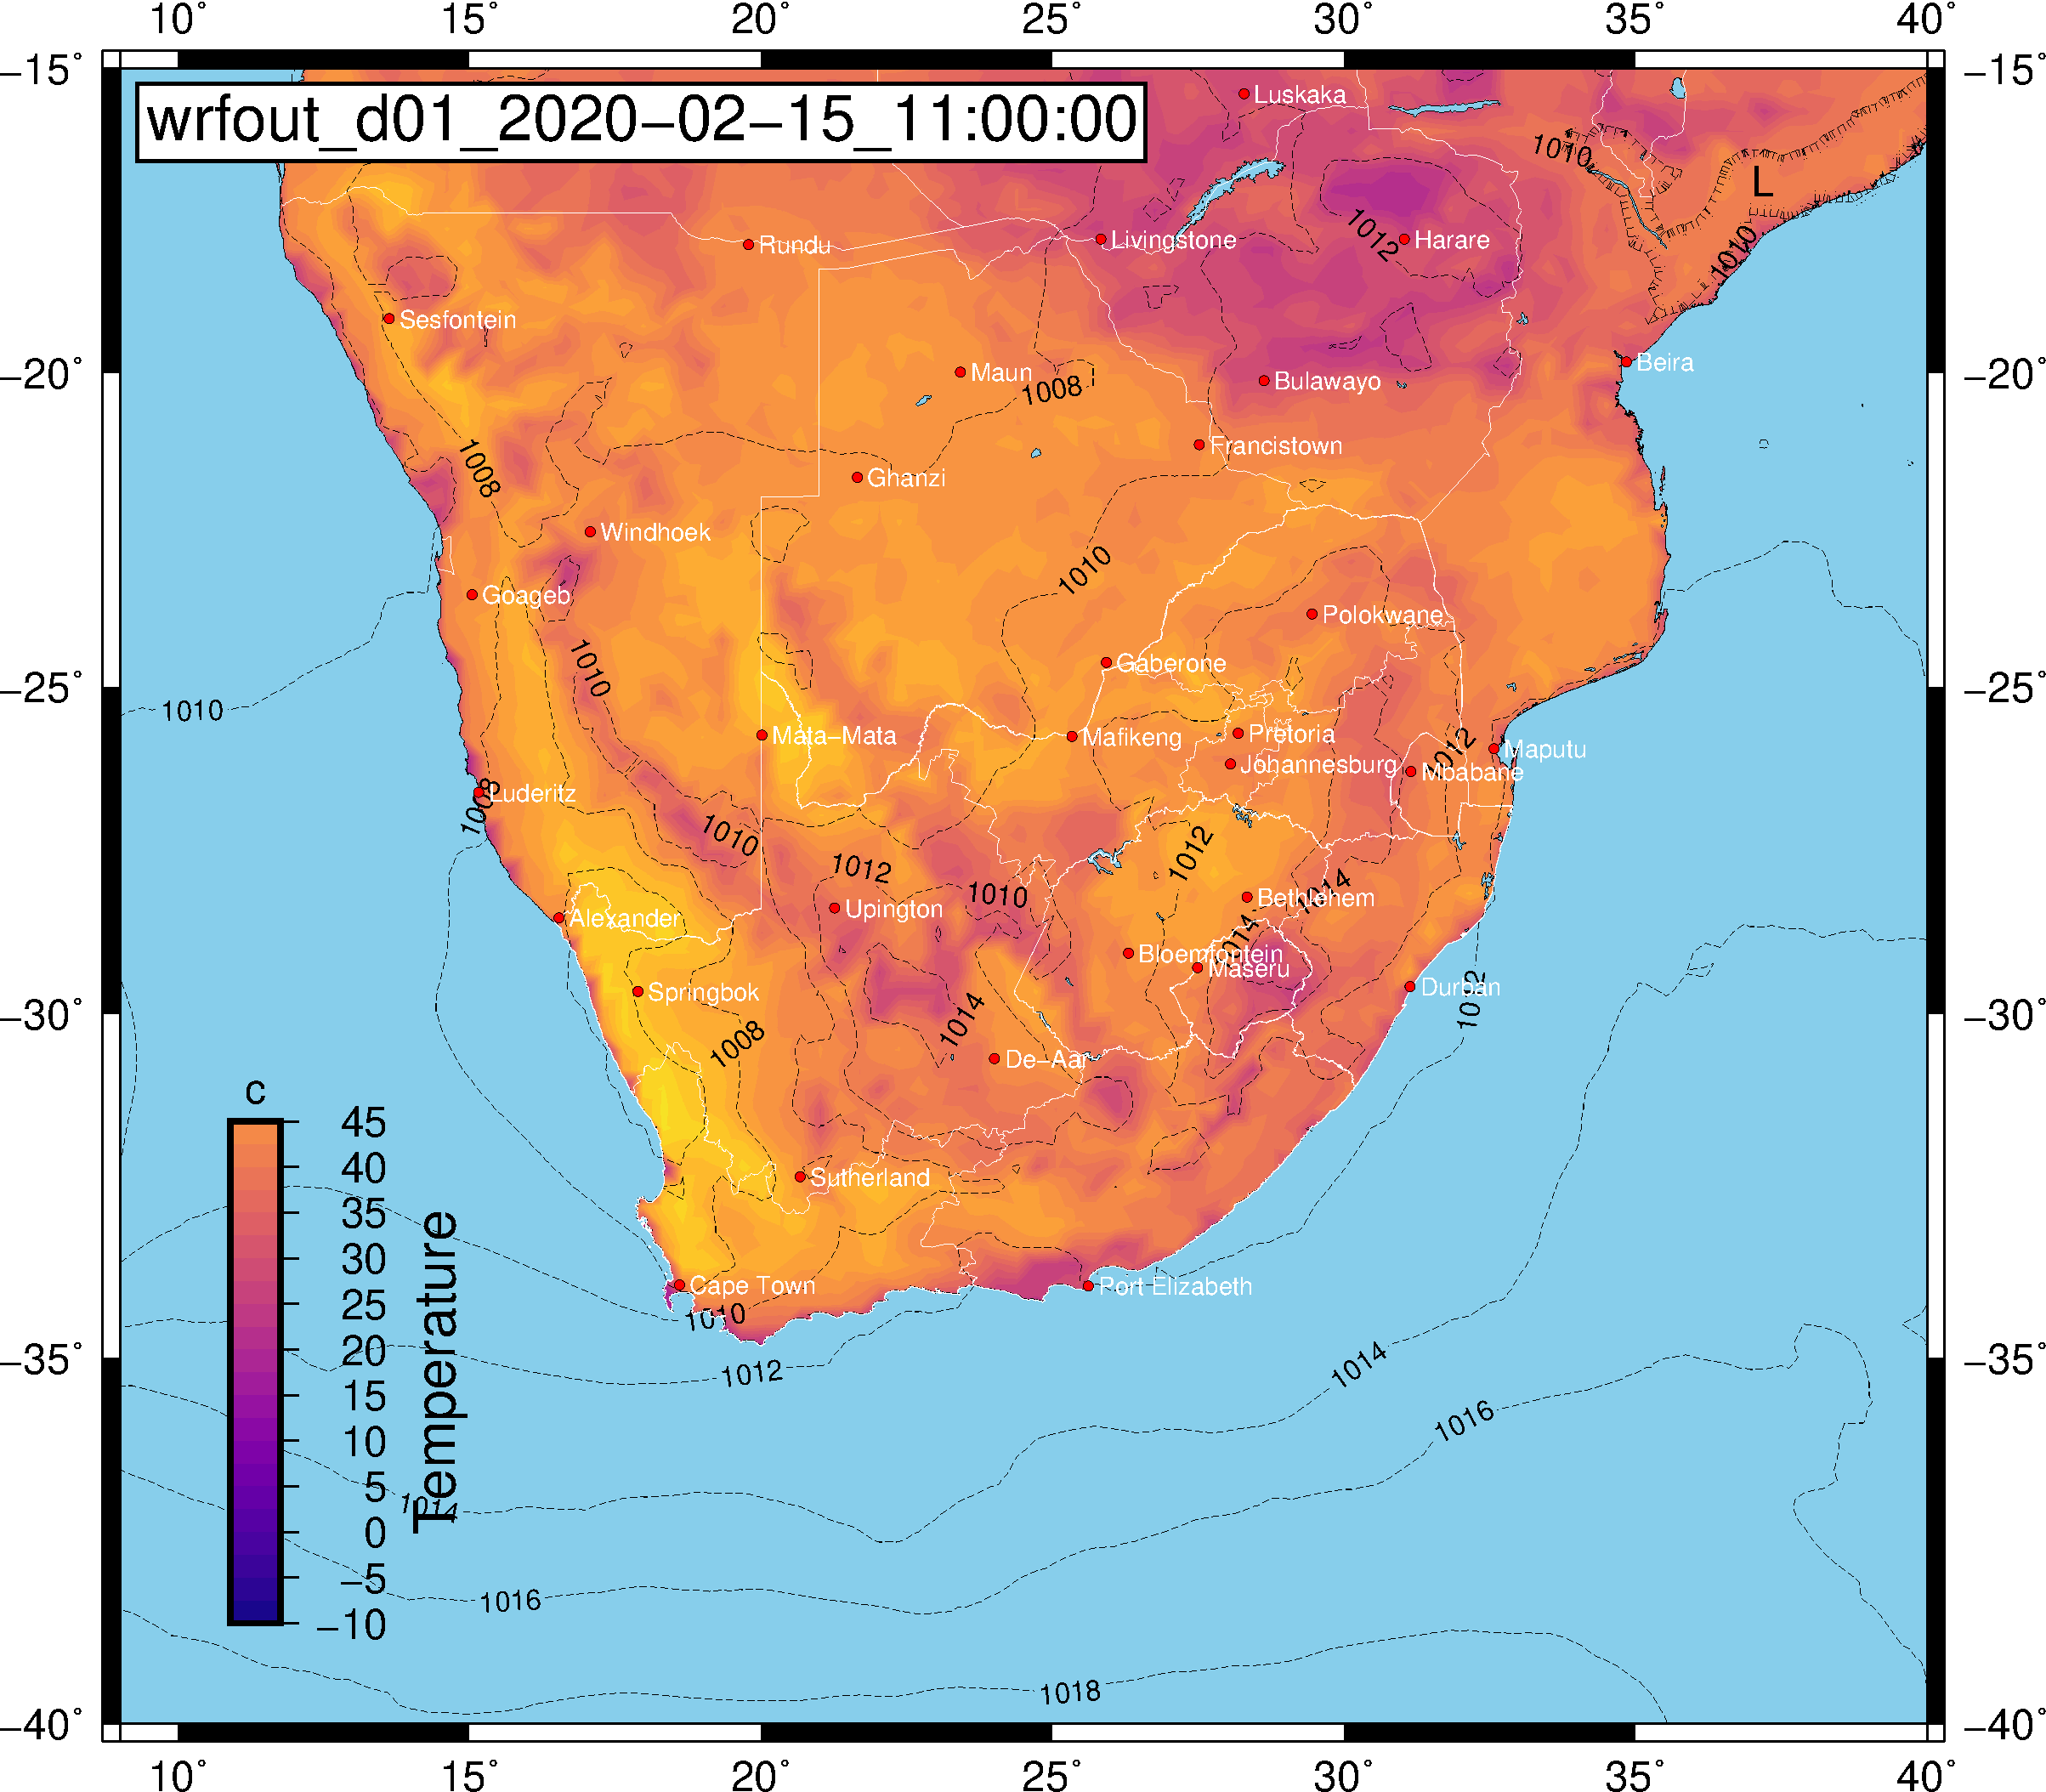 10° 15° 20° 25° 30° 35° 40°
−15° −15°
wrfout_d01_2020−02−15_11:00:00
Luskaka
1010
L
Rundu
Livingstone
1012
Harare
1010
Sesfontein
Maun
1008
Beira
−20° −20°
Bulawayo
1008
Francistown
Ghanzi
Windhoek
1010
Goageb
Polokwane
1010
Gaberone
−25° −25°
1010
Mata−Mata
Mafikeng
Pretoria
1012
Maputu
Johannesburg
Mbabane
1008
Luderitz
1010
1012
1012
1010
1014
Alexander
Upington
Bethlehem
1014
Bloemfontein
Maseru
Springbok
Durban
1012
−30° −30°
1014
1008
De−Aar
c
45
40
35
30
25
20
15
10
5
0
−5
−10
Temperature
Sutherland
Cape Town
Port Elizabeth
1010
−35° −35°
1012
1014
1016
1014
1016
1018
−40° −40°
10° 15° 20° 25° 30° 35° 40°